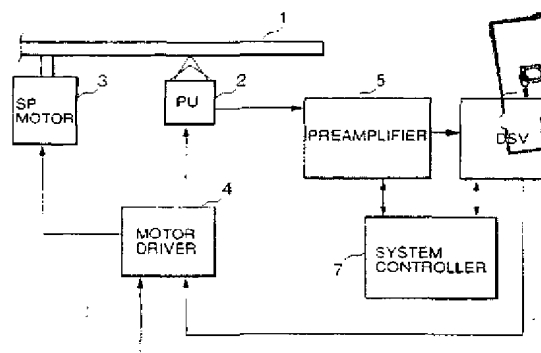 1
3
SP
MOTOR
2
PU
5
PREAMPLIFIER
DSV
4
MOTOR
DRIVER
7
SYSTEM
CONTROLLER